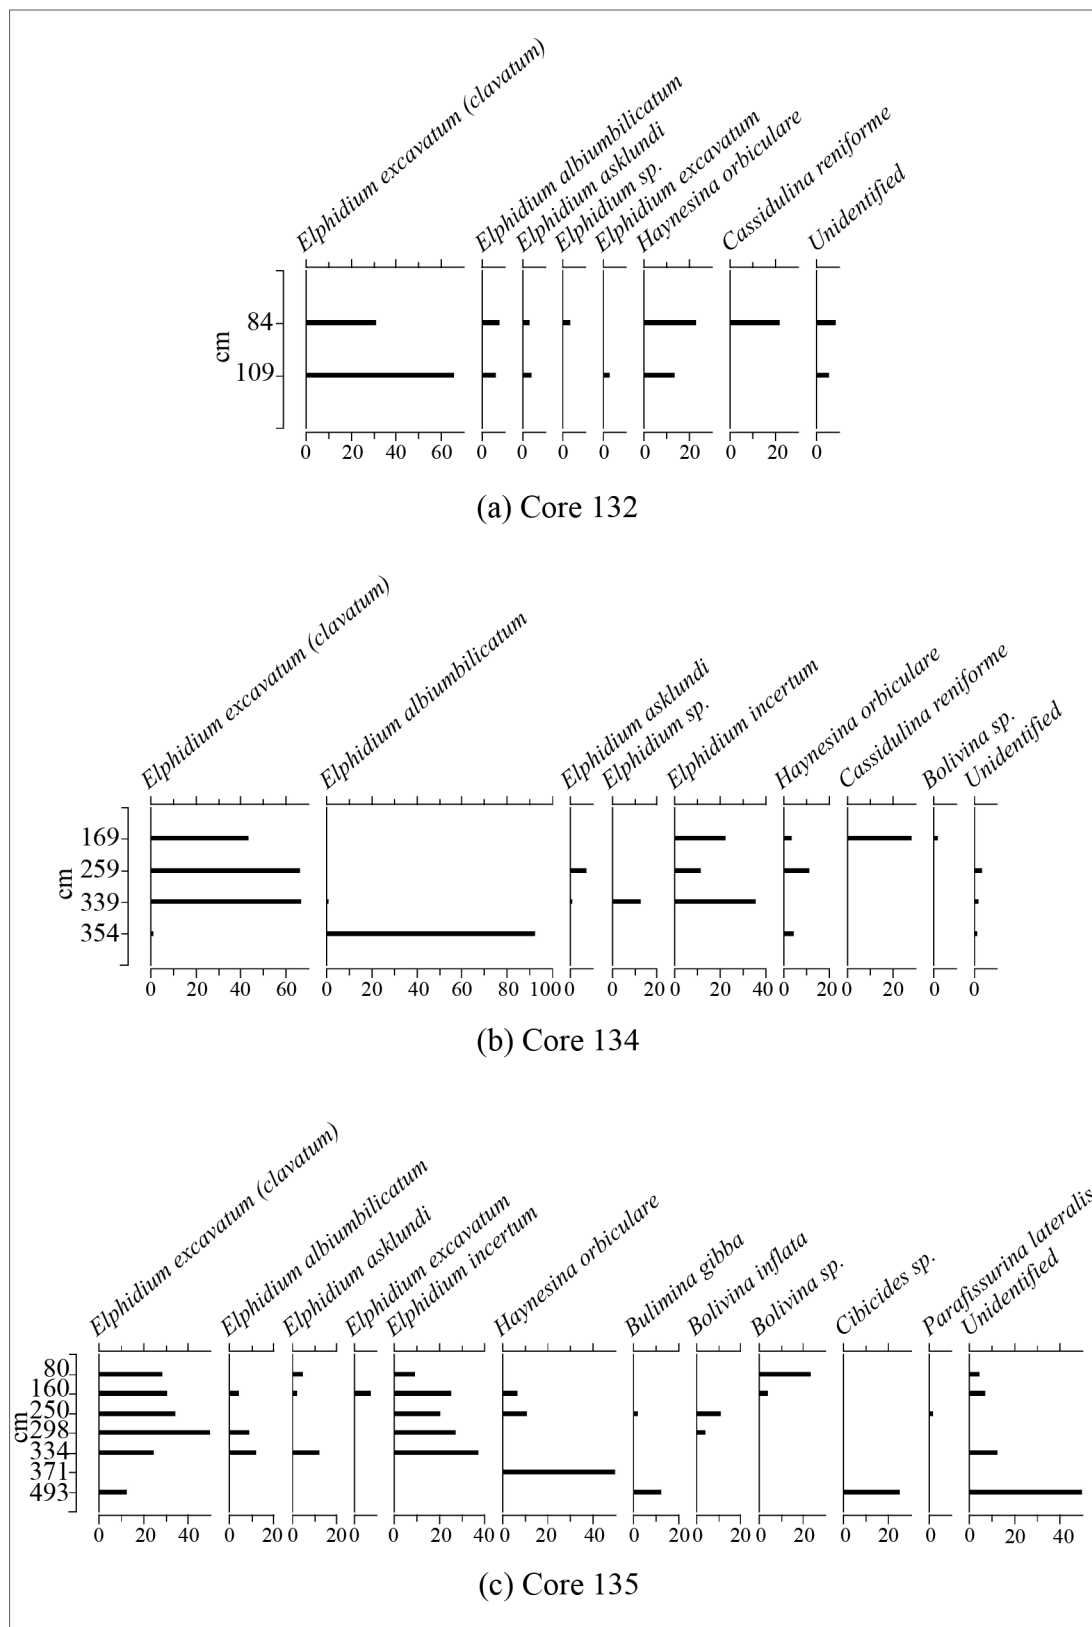 Elphidium excavatum (clavatum)
Elphidium albiumbilicatum
Elphidium asklundi
Elphidium sp.
Elphidium excavatum
Haynesina orbiculare
Cassidulina reniforme
Unidentified
cm
84
109
0 20 40 60 0 0 0 0 0 20 0 20 0
(a) Core 132
Elphidium excavatum (clavatum)
Elphidium albiumbilicatum
Elphidium asklundi
Elphidium sp.
Elphidium incertum
Haynesina orbiculare
Cassidulina reniforme
Bolivina sp.
Unidentified
cm
169
259
339
354
0 20 40 60 0 20 40 60 80 100 0 0 20 0 20 40 0 20 0 20 0 0
(b) Core 134
Elphidium excavatum (clavatum)
Elphidium albiumbilicatum
Elphidium asklundi
Elphidium excavatum
Elphidium incertum
Haynesina orbiculare
Bulimina gibba
Bolivina inflata
Bolivina sp.
Cibicides sp.
Parafissurina lateralis
Unidentified
cm
80
160
250
298
334
371
493
0 20 40 0 20 0 20 0 0 20 40 0 20 40 0 20 0 20 0 20 0 20 0 0 20 40
(c) Core 135